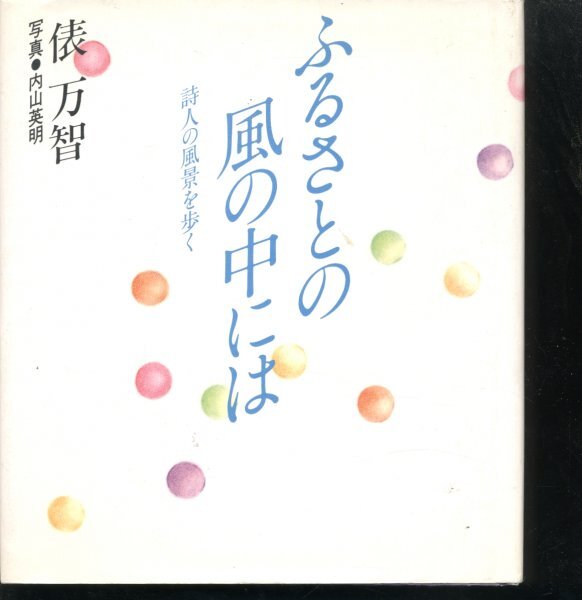 ふるさとの
風の中には
詩人の風景を歩く
俵 万智
写真●内山英明